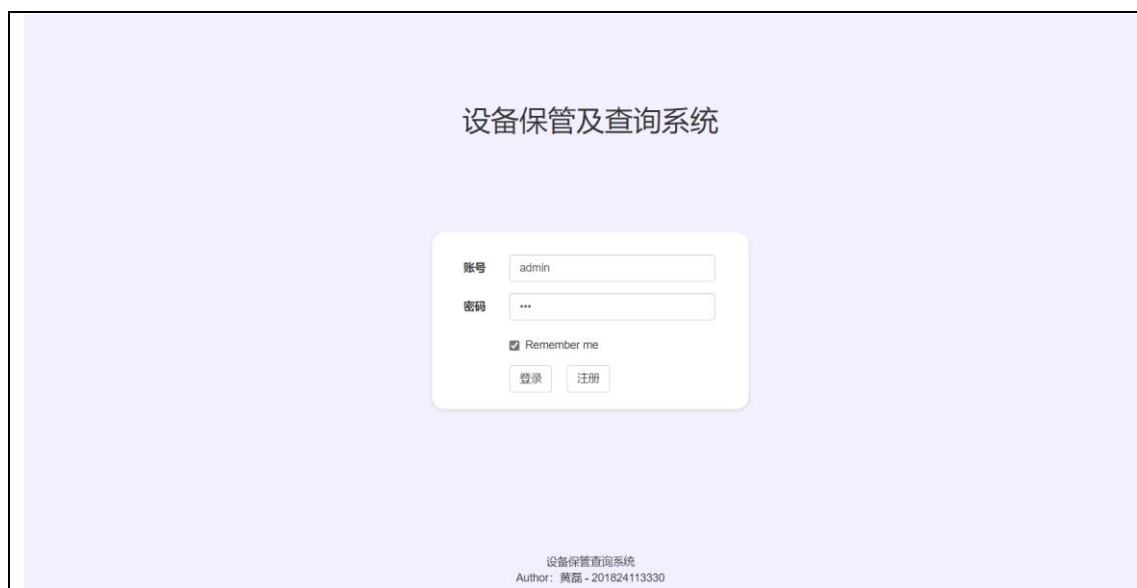 设备保管及查询系统
账号 admin
密码 •••
Remember me
登录 注册
设备保管查询系统
Author：黄磊 - 201824113330